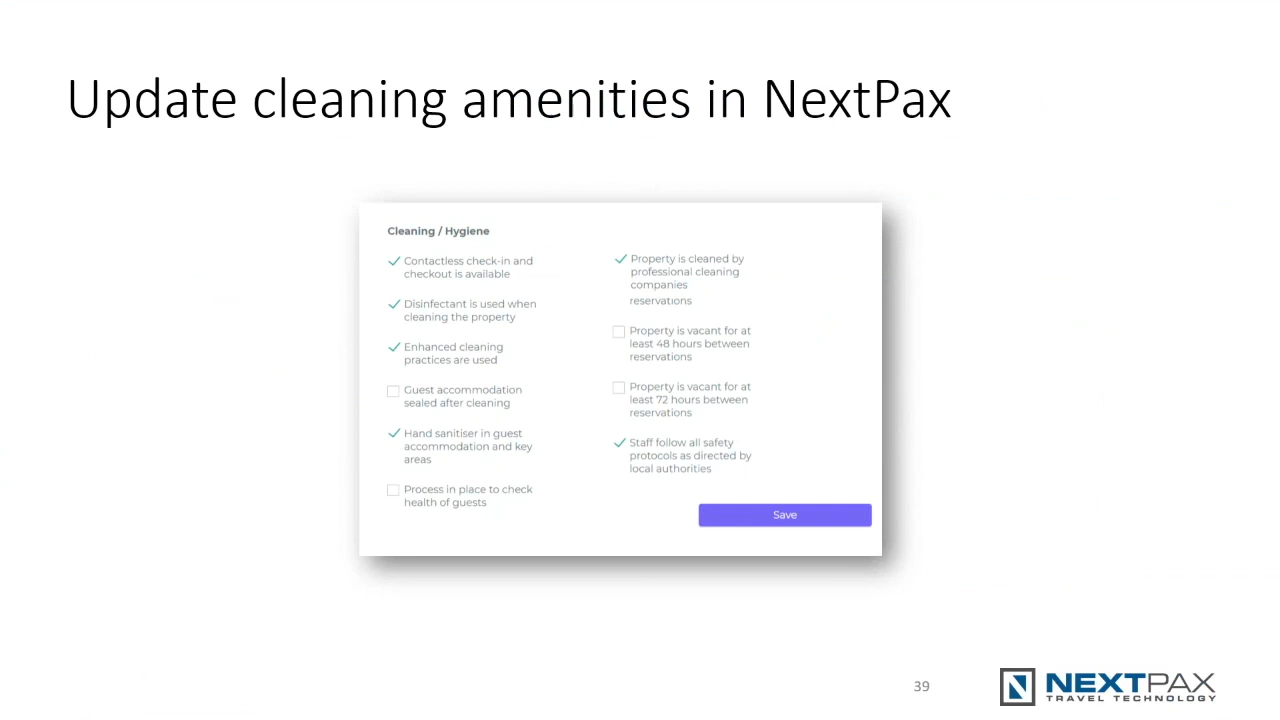 Update cleaning amenities in NextPax
Cleaning / Hygiene
Contactless check-in and
checkout is available
Disinfectant is used when
cleaning the property
Enhanced cleaning
practices are used
Guest accommodation
sealed after cleaning
Hand sanitiser in guest
accommodation and key
areas
Process in place to check
health of guests
Property is cleaned by
professional cleaning
companies
reservations
Property is vacant for at
least 48 hours between
reservations
Property is vacant for at
least 72 hours between
reservations
Staff follow all safety
protocols as directed by
local authorities
Save
39
NEXTPAX
TRAVEL TECHNOLOGY